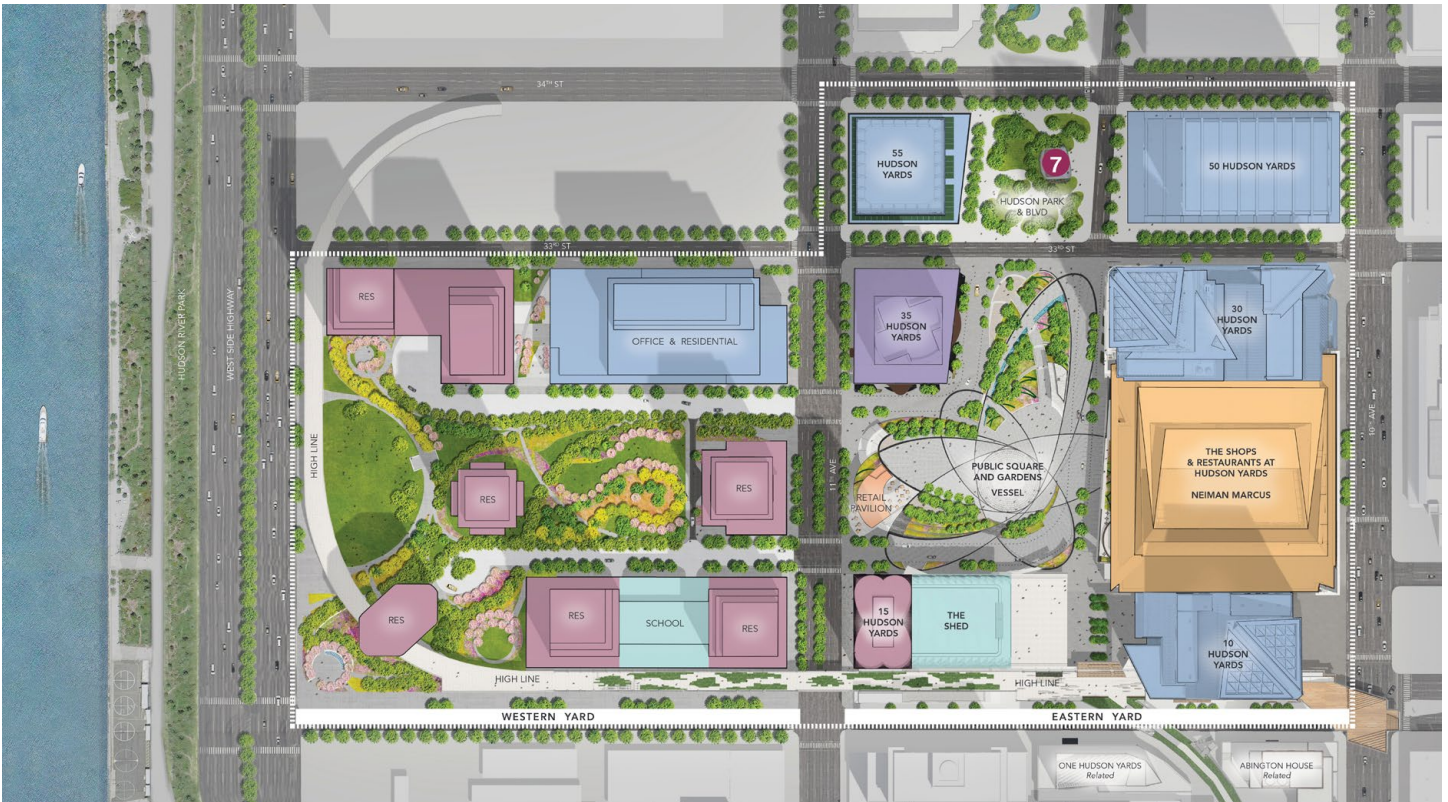 11TH
10TH
34TH ST
55
HUDSON
YARDS
7
HUDSON PARK
& BLVD
50 HUDSON YARDS
33RD ST
33RD ST
HUDSON RIVER PARK
WEST SIDE HIGHWAY
HIGH LINE
RES
OFFICE & RESIDENTIAL
35
HUDSON
YARDS
30
HUDSON
YARDS
11TH AVE
10TH AVE
RES
RES
RETAIL
PAVILION
PUBLIC SQUARE
AND GARDENS
VESSEL
THE SHOPS
& RESTAURANTS AT
HUDSON YARDS
NEIMAN MARCUS
RES
RES
SCHOOL
RES
15
HUDSON
YARDS
THE
SHED
10
HUDSON
YARDS
HIGH LINE
HIGH LINE
WESTERN YARD
EASTERN YARD
ONE HUDSON YARDS
Related
ABINGTON HOUSE
Related